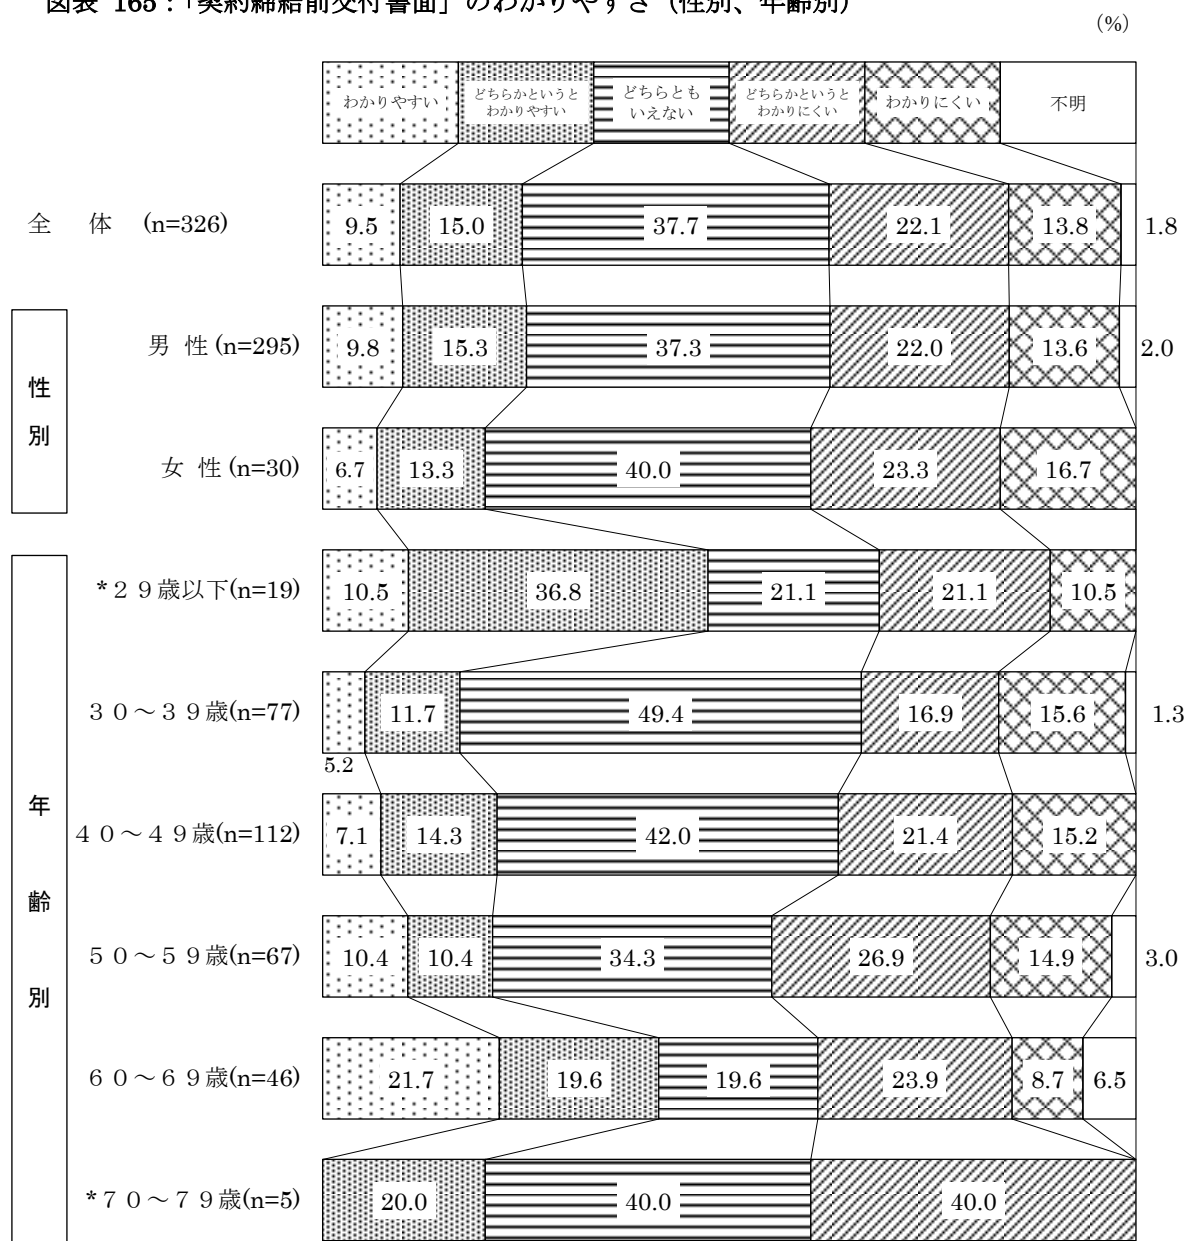 図表 165:「契約締結前交付書面」のわかりやすさ（性別、年齢別）
(%)
わかりやすい
どちらかというと
わかりやすい
どちらとも
いえない
どちらかというと
わかりにくい
わかりにくい
不明
全 体 (n=326)
9.5 15.0 37.7 22.1 13.8 1.8
性別
男 性 (n=295)
9.8 15.3 37.3 22.0 13.6 2.0
女 性 (n=30)
6.7 13.3 40.0 23.3 16.7
年齢別
*２９歳以下(n=19)
10.5 36.8 21.1 21.1 10.5
３０～３９歳(n=77)
5.2 11.7 49.4 16.9 15.6 1.3
４０～４９歳(n=112)
7.1 14.3 42.0 21.4 15.2
５０～５９歳(n=67)
10.4 10.4 34.3 26.9 14.9 3.0
６０～６９歳(n=46)
21.7 19.6 19.6 23.9 8.7 6.5
*７０～７９歳(n=5)
20.0 40.0 40.0